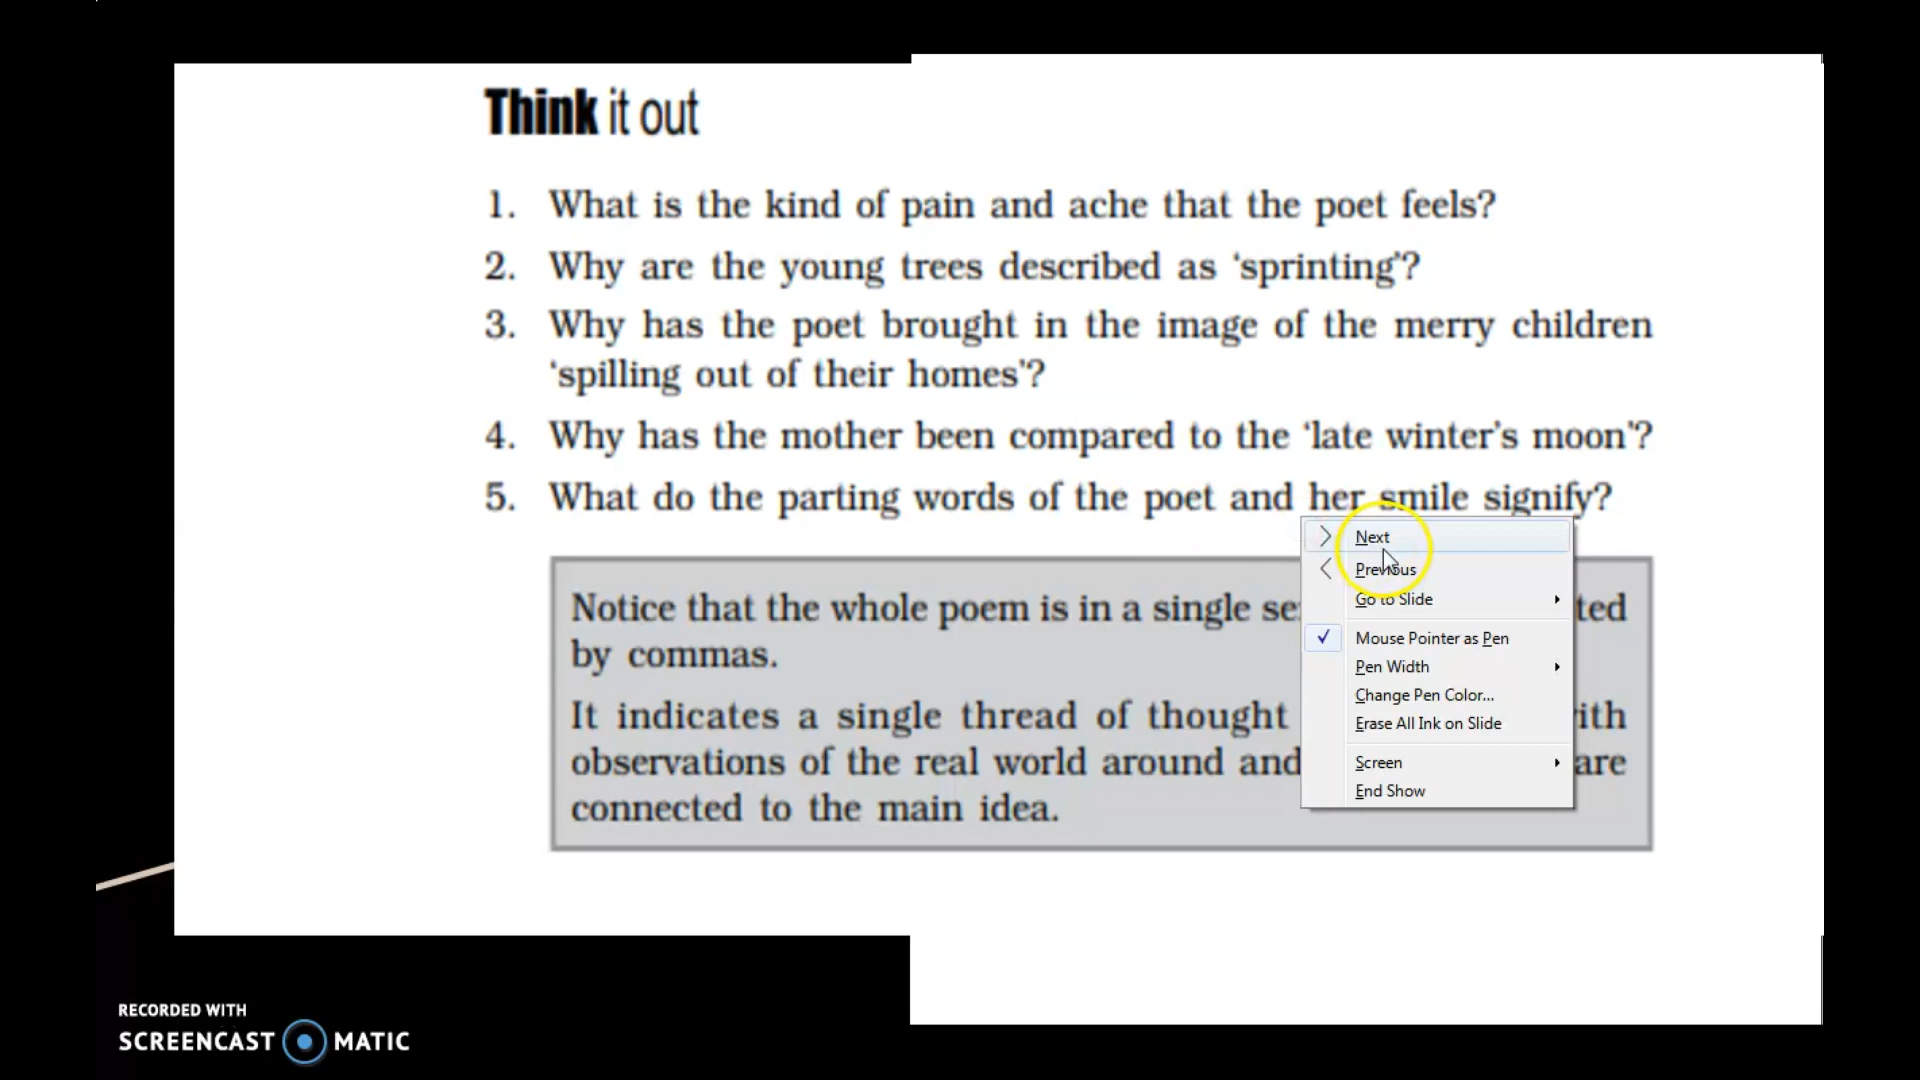 Think it out
1. What is the kind of pain and ache that the poet feels?
2. Why are the young trees described as ‘sprinting’?
3. Why has the poet brought in the image of the merry children
‘spilling out of their homes’?
4. Why has the mother been compared to the ‘late winter’s moon’?
5. What do the parting words of the poet and her smile signify?
Notice that the whole poem is in a single
by commas.
It indicates a single thread of thought
observations of the real world around and are
connected to the main idea.
Next
Previous
Go to Slide
Mouse Pointer as Pen
Pen Width
Change Pen Color...
Erase All Ink on Slide
Screen
End Show
RECORDED WITH
SCREENCAST MATIC